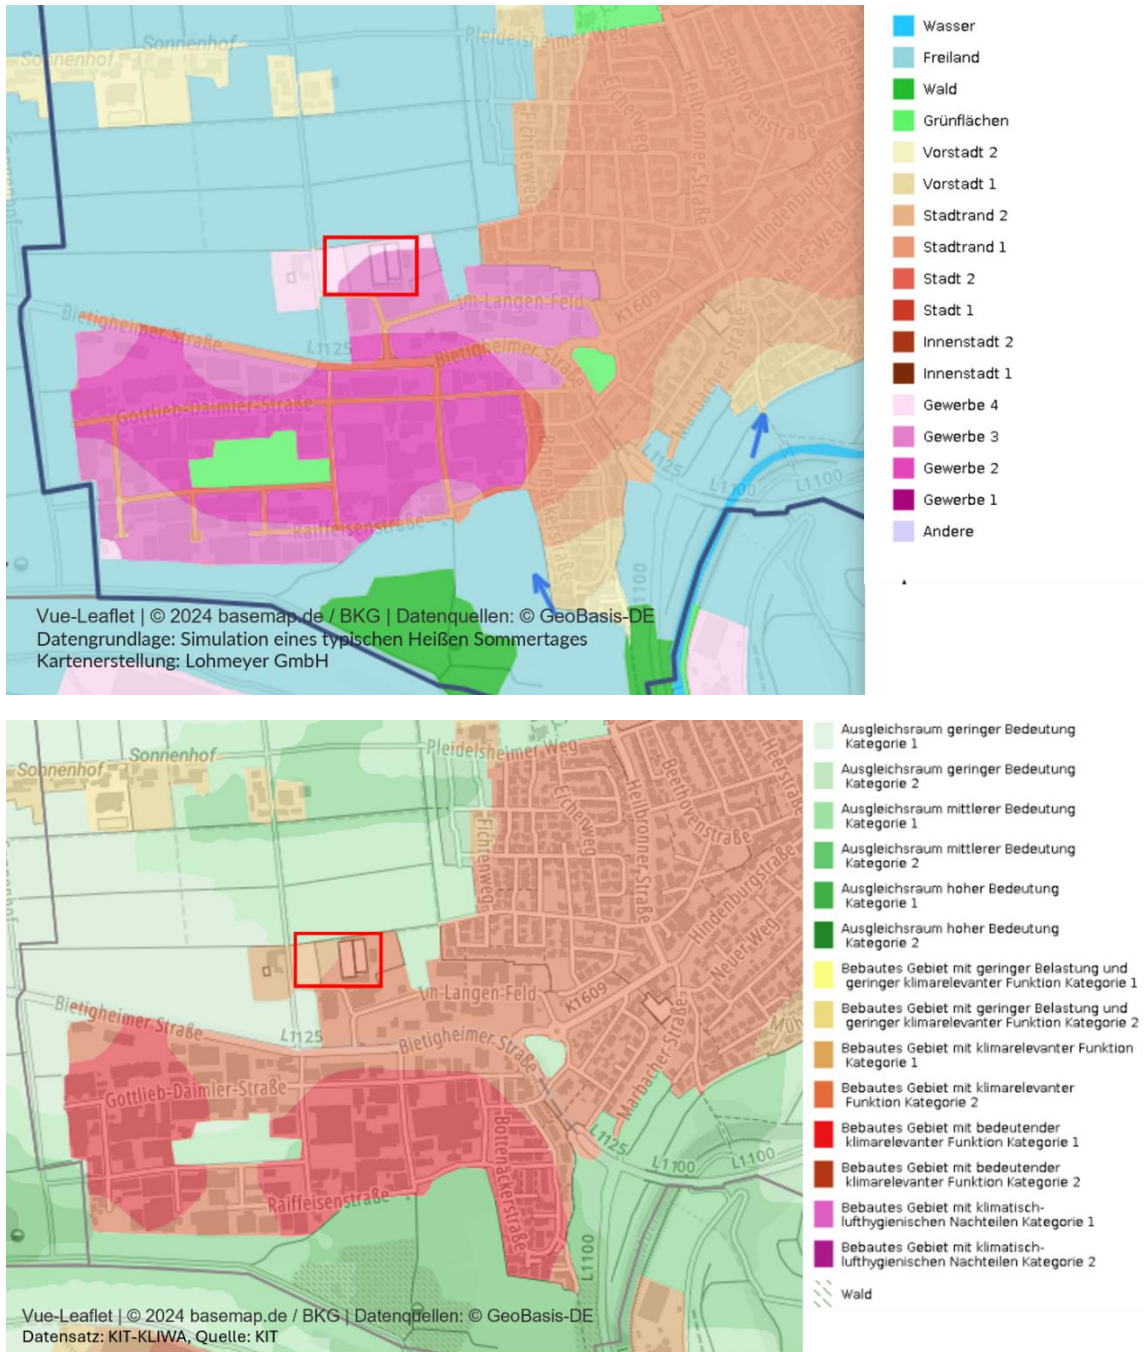 Sonnenhof
Sonnenhof
Pleidelsheimer Weg
Fichtenweg
Erchenweg
Heilbronner-Straße
Beethovenstraße
Heerstraße
Hindenburgstraße
Neuer-Weg
Im-Langen-Feld
K1609
Bietigheimer Straße
L1125
Bietigheimer Straße
Marbacher Straße
Gottlieb-Daimler-Straße
Bottenäckerstraße
L1125
L1100
L1100
Raiffeisenstraße
L1100
Vue-Leaflet | © 2024 basemap.de / BKG | Datenquellen: © GeoBasis-DE
Datengrundlage: Simulation eines typischen Heißen Sommertages
Kartenerstellung: Lohmeyer GmbH
Wasser
Freiland
Wald
Grünflächen
Vorstadt 2
Vorstadt 1
Stadtrand 2
Stadtrand 1
Stadt 2
Stadt 1
Innenstadt 2
Innenstadt 1
Gewerbe 4
Gewerbe 3
Gewerbe 2
Gewerbe 1
Andere
Sonnenhof
Sonnenhof
Pleidelsheimer Weg
Fichtenweg
Erchenweg
Heilbronner-Straße
Beethovenstraße
Heerstraße
Hindenburgstraße
Neuer-Weg
Im-Langen-Feld
K1609
Bietigheimer Straße
L1125
Bietigheimer Straße
Marbacher Straße
Gottlieb-Daimler-Straße
Bottenäckerstraße
L1125
L1100
L1100
Raiffeisenstraße
L1100
Vue-Leaflet | © 2024 basemap.de / BKG | Datenquellen: © GeoBasis-DE
Datensatz: KIT-KLIWA, Quelle: KIT
Ausgleichsraum geringer Bedeutung
Kategorie 1
Ausgleichsraum geringer Bedeutung
Kategorie 2
Ausgleichsraum mittlerer Bedeutung
Kategorie 1
Ausgleichsraum mittlerer Bedeutung
Kategorie 2
Ausgleichsraum hoher Bedeutung
Kategorie 1
Ausgleichsraum hoher Bedeutung
Kategorie 2
Bebautes Gebiet mit geringer Belastung und
geringer klimarelevanter Funktion Kategorie 1
Bebautes Gebiet mit geringer Belastung und
geringer klimarelevanter Funktion Kategorie 2
Bebautes Gebiet mit klimarelevanter Funktion
Kategorie 1
Bebautes Gebiet mit klimarelevanter
Funktion Kategorie 2
Bebautes Gebiet mit bedeutender
klimarelevanter Funktion Kategorie 1
Bebautes Gebiet mit bedeutender
klimarelevanter Funktion Kategorie 2
Bebautes Gebiet mit klimatisch-
lufthygienischen Nachteilen Kategorie 1
Bebautes Gebiet mit klimatisch-
lufthygienischen Nachteilen Kategorie 2
Wald